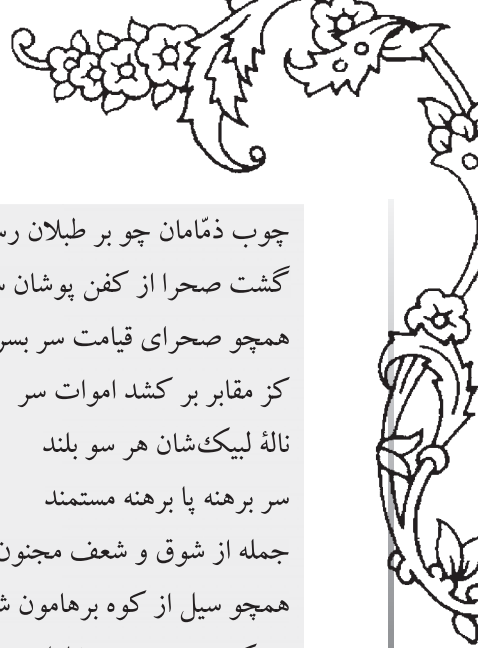 چوب ذمّامان چو بر طبلان
گشت صحرا از کفن پوشان
همچو صحرای قیامت سر بسر
کز مقابر بر کشد اموات سر
نالهٔ لبیک‌شان هر سو بلند
سر برهنه پا برهنه مستمند
جمله از شوق و شعف مجنون
همچو سیل از کوه برهامون